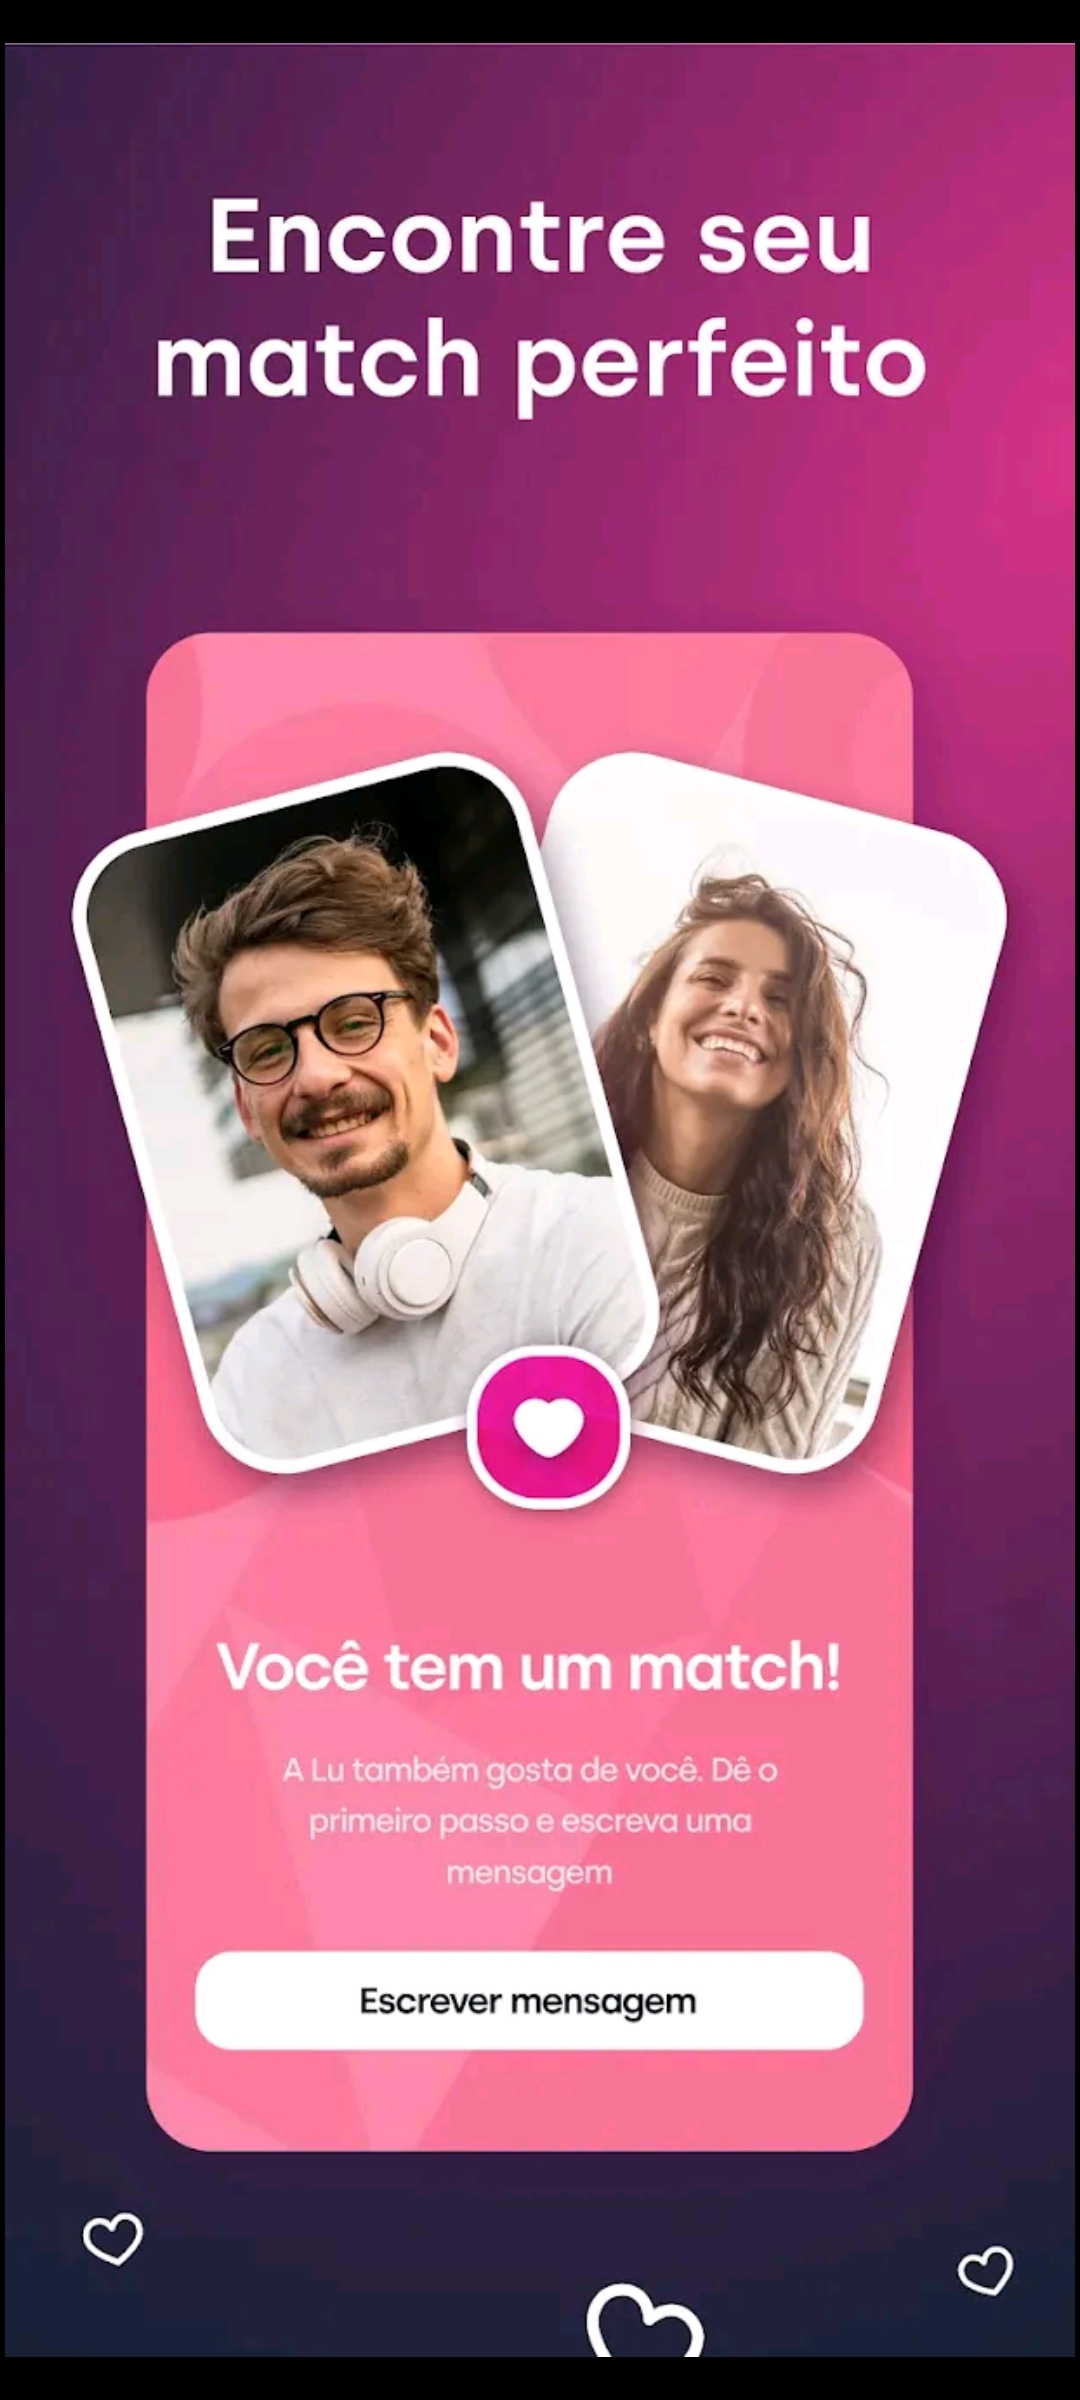 Encontre seu
match perfeito
Você tem um match!
A Lu também gosta de você. Dê o
primeiro passo e escreva uma
mensagem
Escrever mensagem